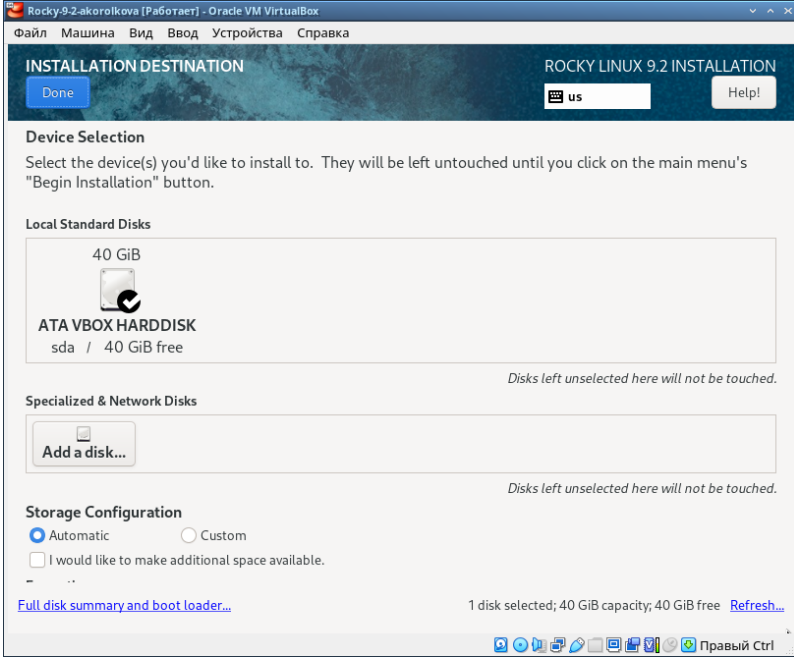 Rocky-9-2-akorolkova [Работает] - Oracle VM VirtualBox
Файл Машина Вид Ввод Устройства Справка
INSTALLATION DESTINATION
ROCKY LINUX 9.2 INSTALLATION
Done
us
Help!
Device Selection
Select the device(s) you'd like to install to. They will be left untouched until you click on the main menu's
"Begin Installation" button.
Local Standard Disks
40 GiB
ATA VBOX HARDDISK
sda / 40 GiB free
Disks left unselected here will not be touched.
Specialized & Network Disks
Add a disk...
Disks left unselected here will not be touched.
Storage Configuration
Automatic Custom
I would like to make additional space available.
Full disk summary and boot loader...
1 disk selected; 40 GiB capacity; 40 GiB free Refresh...
Правый Ctrl